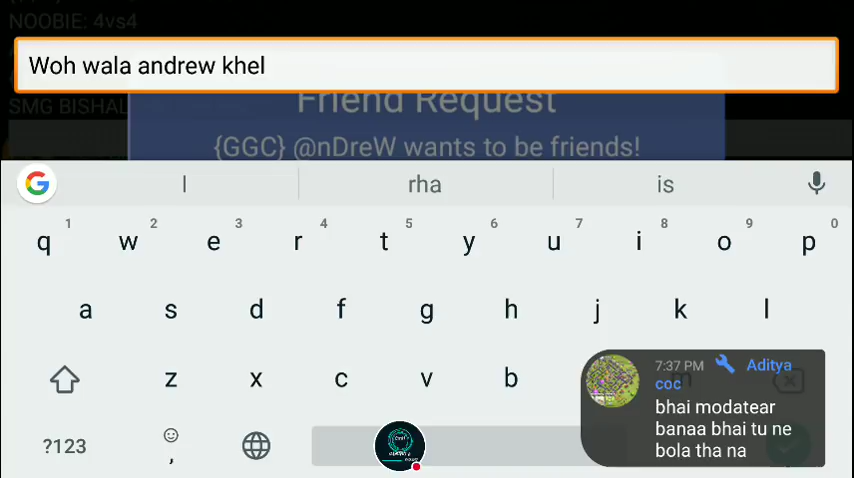 NOOBIE: 4vs4
Woh wala andrew khel
SMG BISHAL
Friend Request
{GGC} @nDreW wants to be friends!
l rha is
1 2 3 4 5 6 7 8 9 0
q w e r t y u i o p
a s d f g h j k l
z x c v b m
7:37 PM Aditya
coc
bhai modatear
banaa bhai tu ne
bola tha na
?123 ,